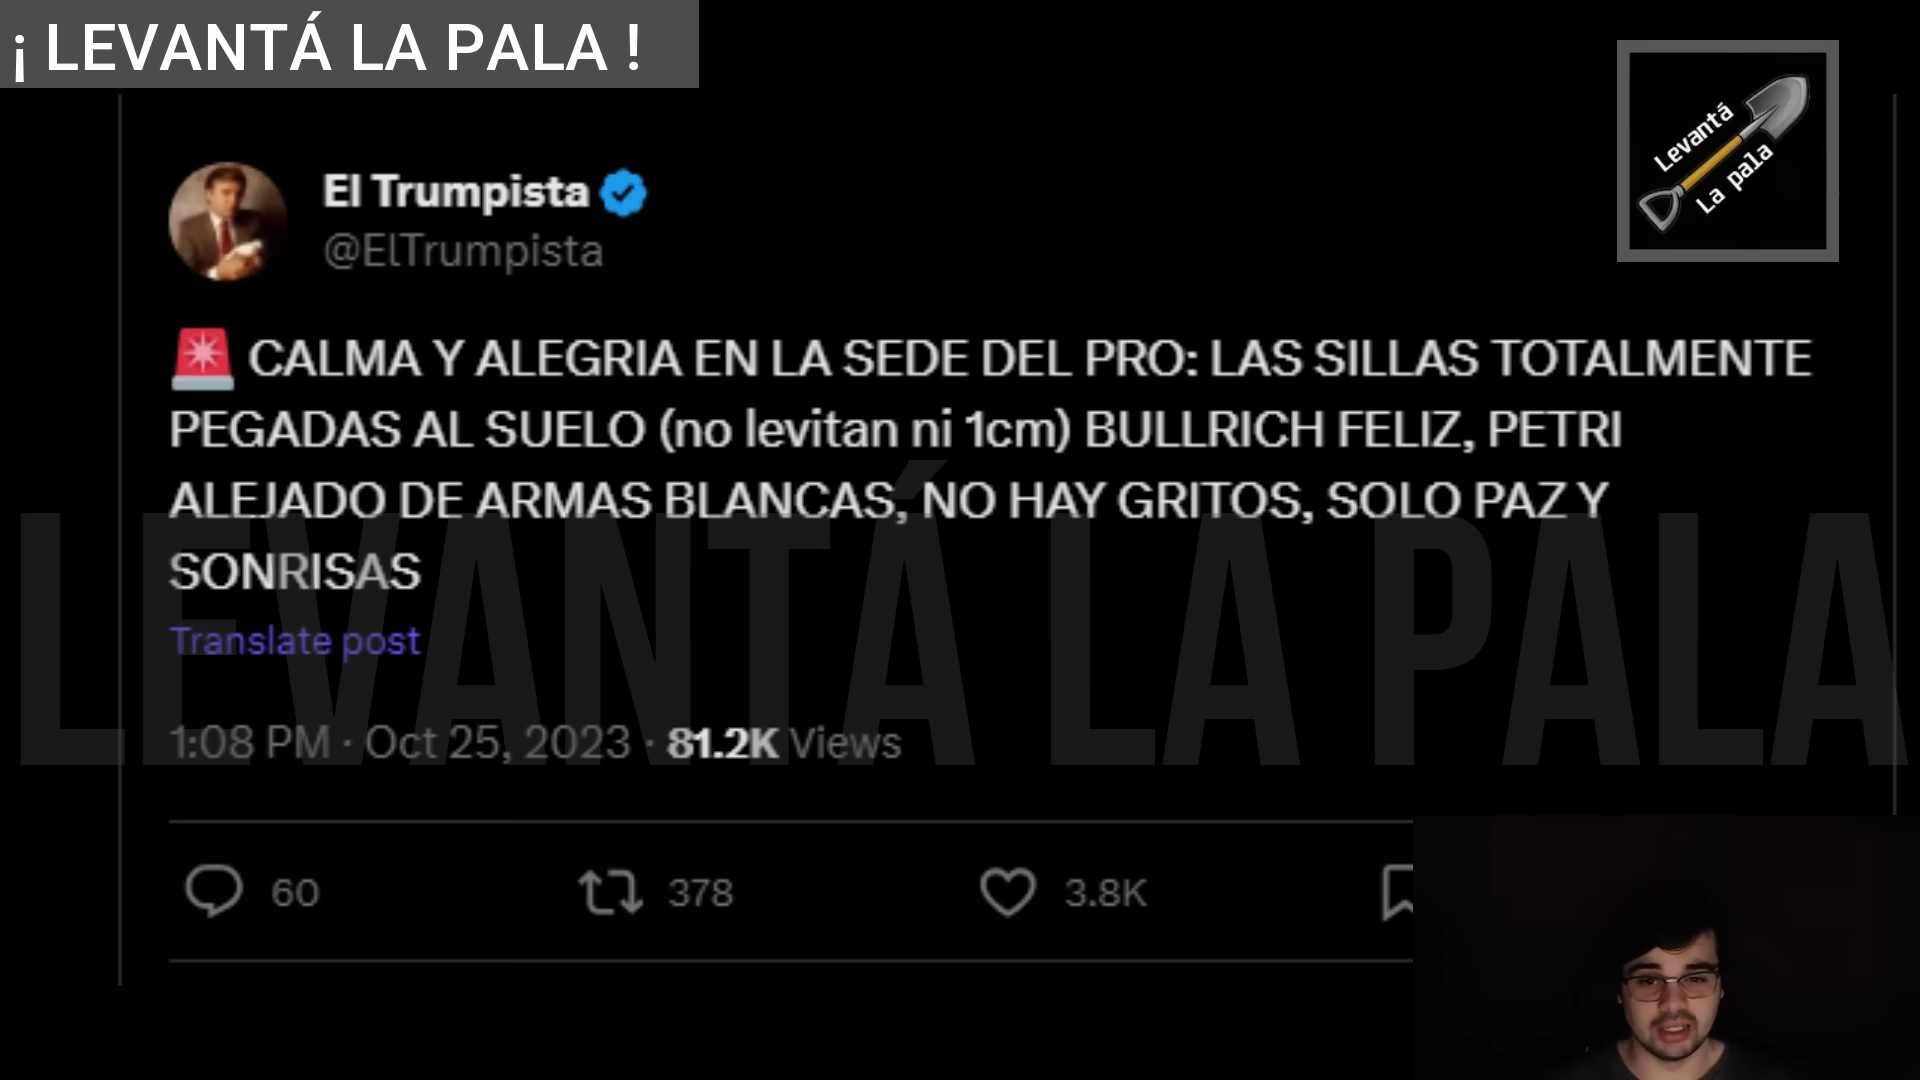 ¡ LEVANTÁ LA PALA !
Levantá
La pala
El Trumpista
@ElTrumpista
🚨 CALMA Y ALEGRIA EN LA SEDE DEL PRO: LAS SILLAS TOTALMENTE
PEGADAS AL SUELO (no levitan ni 1cm) BULLRICH FELIZ, PETRI
ALEJADO DE ARMAS BLANCAS, NO HAY GRITOS, SOLO PAZ Y
SONRISAS
Translate post
LEVANTÁ LA PALA
1:08 PM · Oct 25, 2023 · 81.2K Views
60 378 3.8K